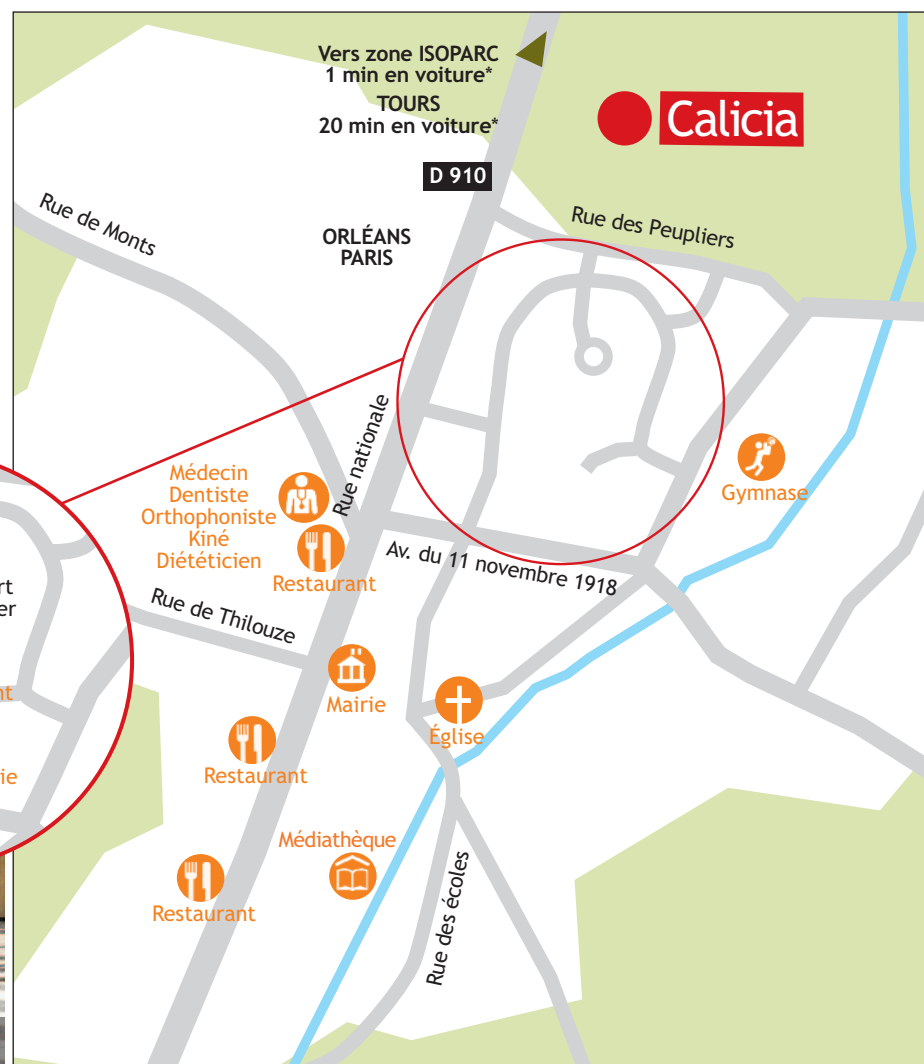 Vers zone ISOPARC
1 min en voiture*
TOURS
20 min en voiture*
Calicia
D 910
Rue des Peupliers
Rue de Monts
ORLÉANS
PARIS
Rue nationale
Médecin
Dentiste
Orthophoniste
Kiné
Diététicien
Gymnase
Restaurant
Av. du 11 novembre 1918
Rue de Thilouze
Mairie
Église
Restaurant
Médiathèque
Restaurant
Rue des écoles